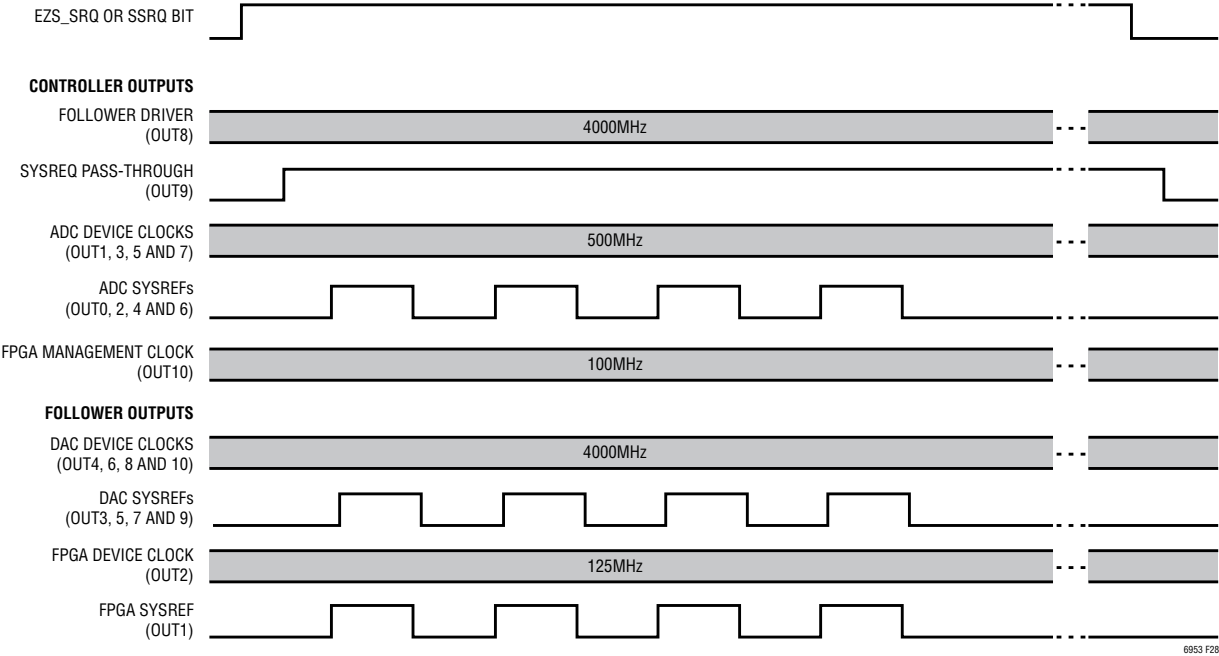 EZS_SRQ OR SSRQ BIT
CONTROLLER OUTPUTS
FOLLOWER DRIVER
(OUT8)
4000MHz
SYSREQ PASS-THROUGH
(OUT9)
ADC DEVICE CLOCKS
(OUT1, 3, 5 AND 7)
500MHz
ADC SYSREFs
(OUT0, 2, 4 AND 6)
FPGA MANAGEMENT CLOCK
(OUT10)
100MHz
FOLLOWER OUTPUTS
DAC DEVICE CLOCKS
(OUT4, 6, 8 AND 10)
4000MHz
DAC SYSREFs
(OUT3, 5, 7 AND 9)
FPGA DEVICE CLOCK
(OUT2)
125MHz
FPGA SYSREF
(OUT1)
6953 F28